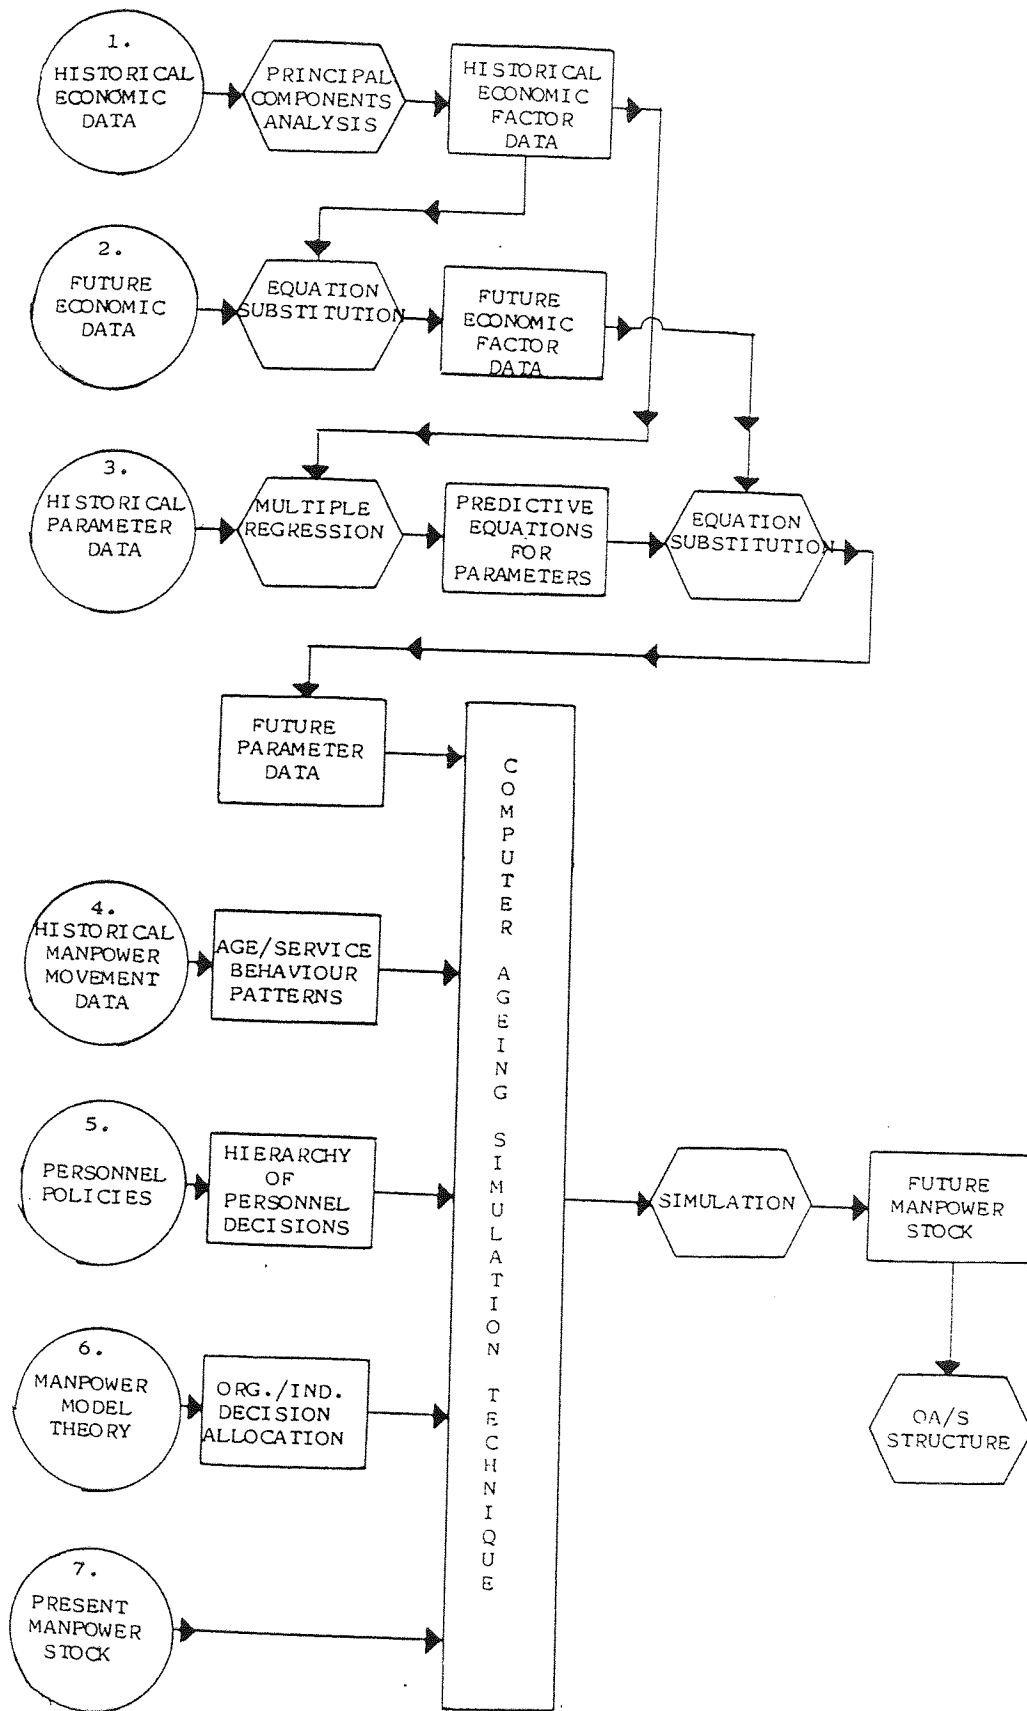 1.
HISTORICAL
ECONOMIC
DATA
PRINCIPAL
COMPONENTS
ANALYSIS
HISTORICAL
ECONOMIC
FACTOR
DATA
2.
FUTURE
ECONOMIC
DATA
EQUATION
SUBSTITUTION
FUTURE
ECONOMIC
FACTOR
DATA
3.
HISTORICAL
PARAMETER
DATA
MULTIPLE
REGRESSION
PREDICTIVE
EQUATIONS
FOR
PARAMETERS
EQUATION
SUBSTITUTION
FUTURE
PARAMETER
DATA
COMPUTER AGEING SIMULATION TECHNIQUE
4.
HISTORICAL
MANPOWER
MOVEMENT
DATA
AGE/SERVICE
BEHAVIOUR
PATTERNS
5.
PERSONNEL
POLICIES
HIERARCHY
OF
PERSONNEL
DECISIONS
SIMULATION
FUTURE
MANPOWER
STOCK
6.
MANPOWER
MODEL
THEORY
ORG./IND.
DECISION
ALLOCATION
OA/S
STRUCTURE
7.
PRESENT
MANPOWER
STOCK